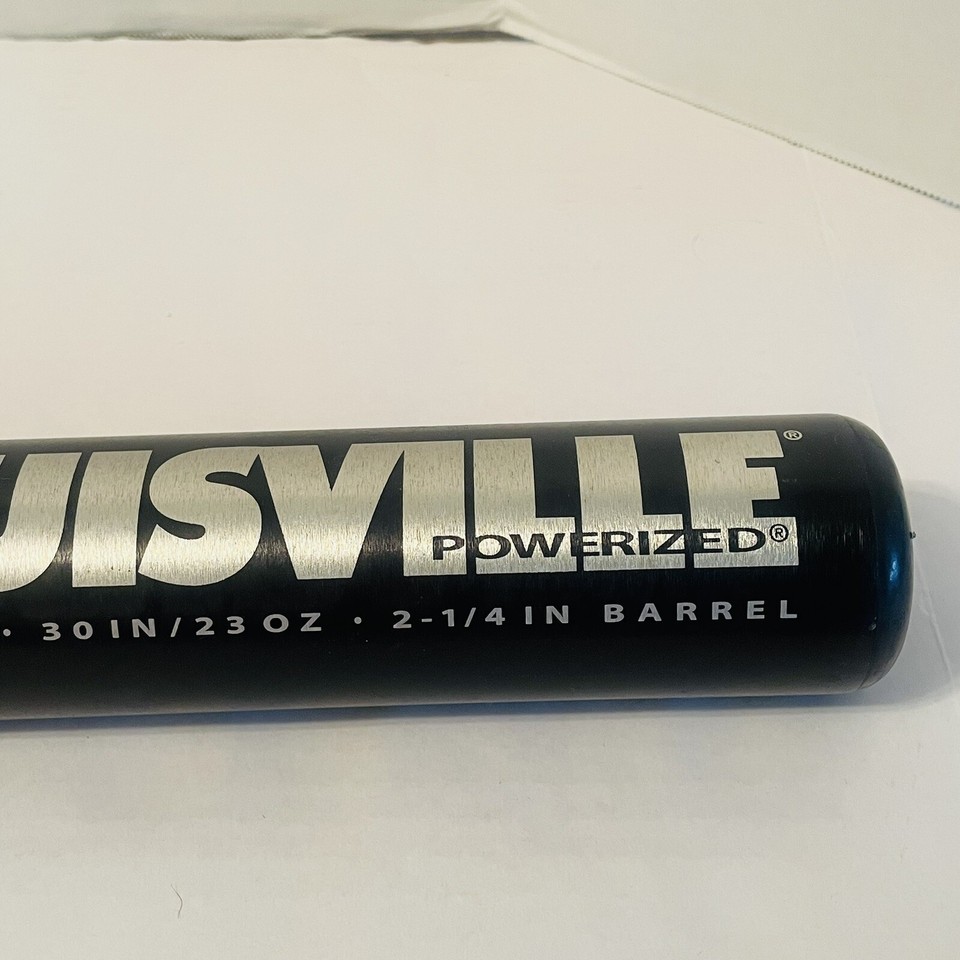 UISVILLE®
POWERIZED®
• 30 IN/23 OZ • 2-1/4 IN BARREL